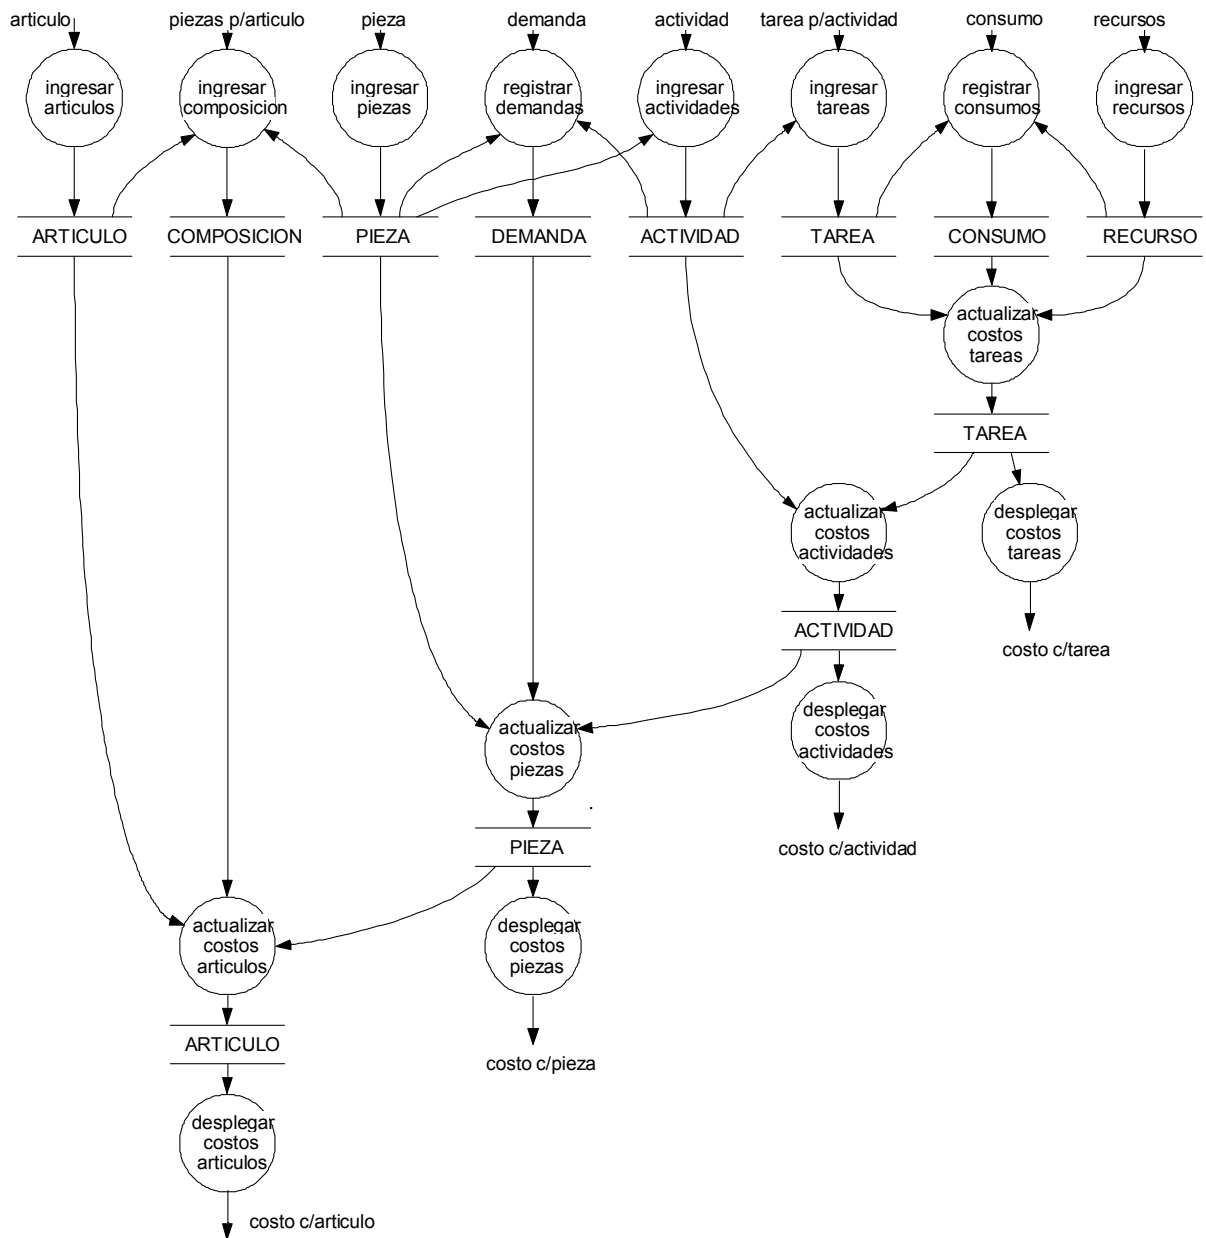 articulo
piezas p/articulo
pieza
demanda
actividad
tarea p/actividad
consumo
recursos
ingresar
articulos
ingresar
composicion
ingresar
piezas
registrar
demandas
ingresar
actividades
ingresar
tareas
registrar
consumos
ingresar
recursos
ARTICULO
COMPOSICION
PIEZA
DEMANDA
ACTIVIDAD
TAREA
CONSUMO
RECURSO
actualizar
costos
tareas
TAREA
actualizar
costos
actividades
desplegar
costos
tareas
ACTIVIDAD
costo c/tarea
actualizar
costos
piezas
desplegar
costos
actividades
PIEZA
costo c/actividad
actualizar
costos
articulos
desplegar
costos
piezas
ARTICULO
costo c/pieza
desplegar
costos
articulos
costo c/articulo